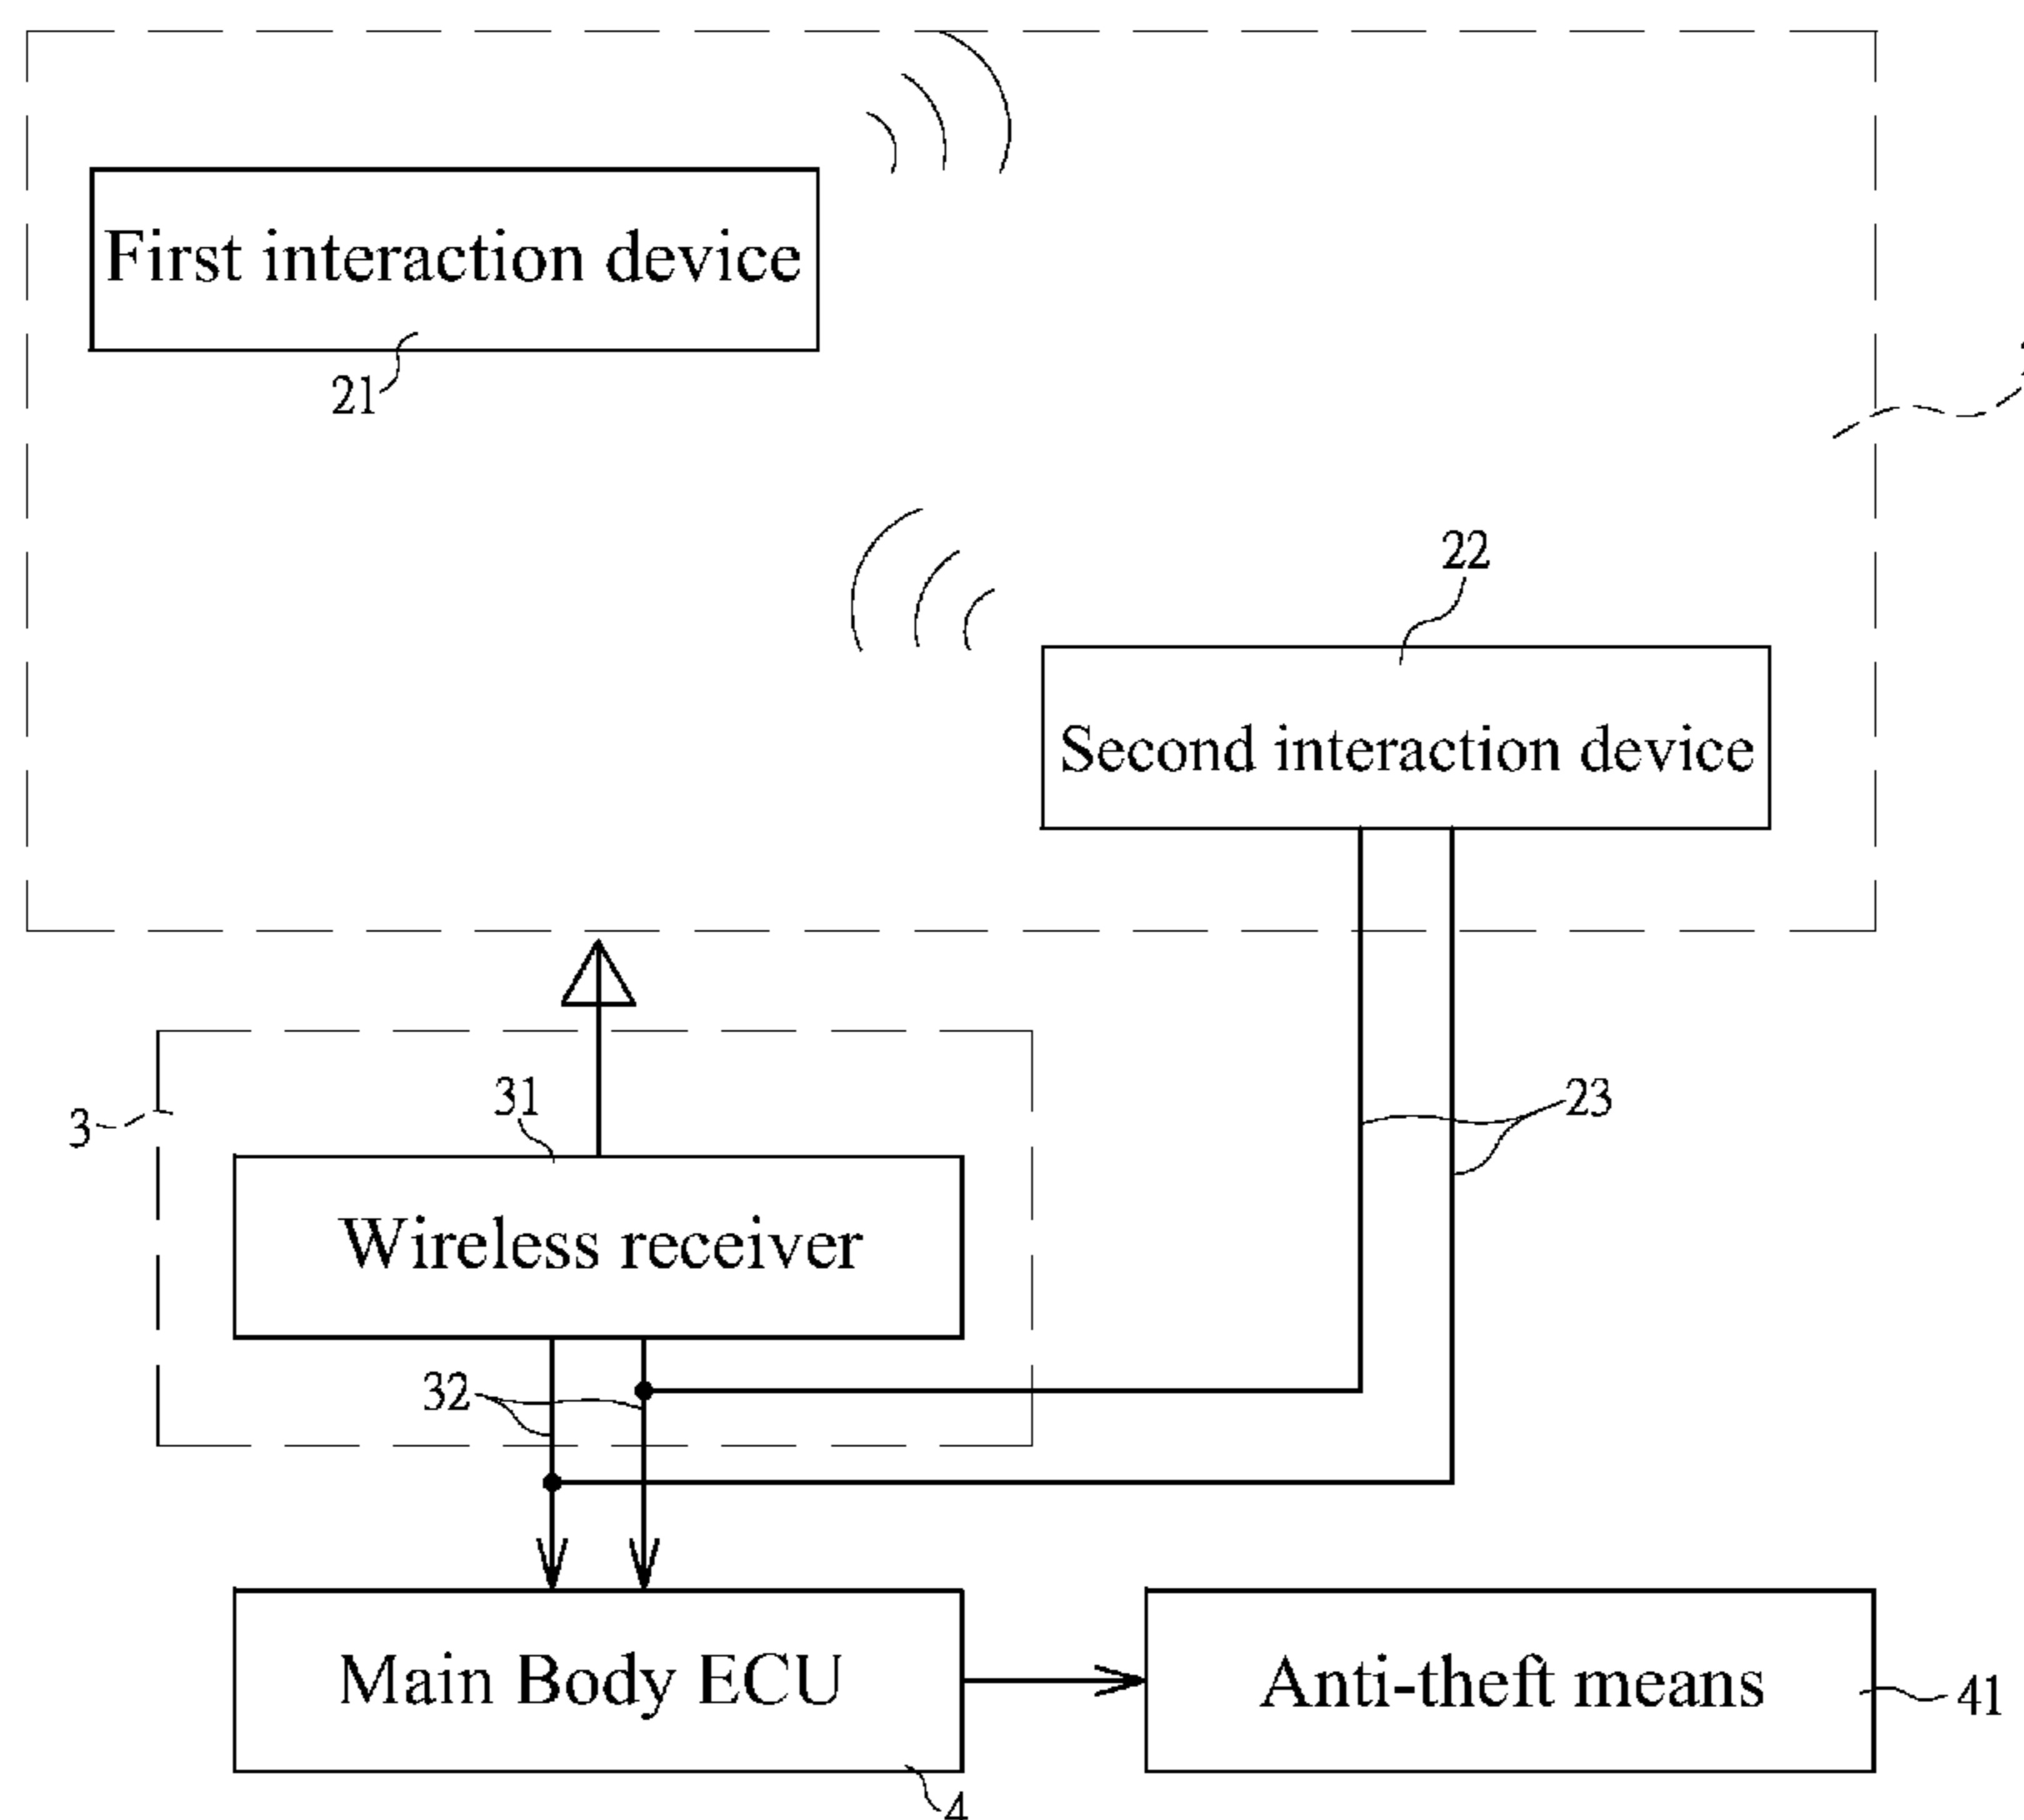 First interaction device
21
22
Second interaction device
31
3
23
Wireless receiver
32
Main Body ECU
Anti-theft means
41
4